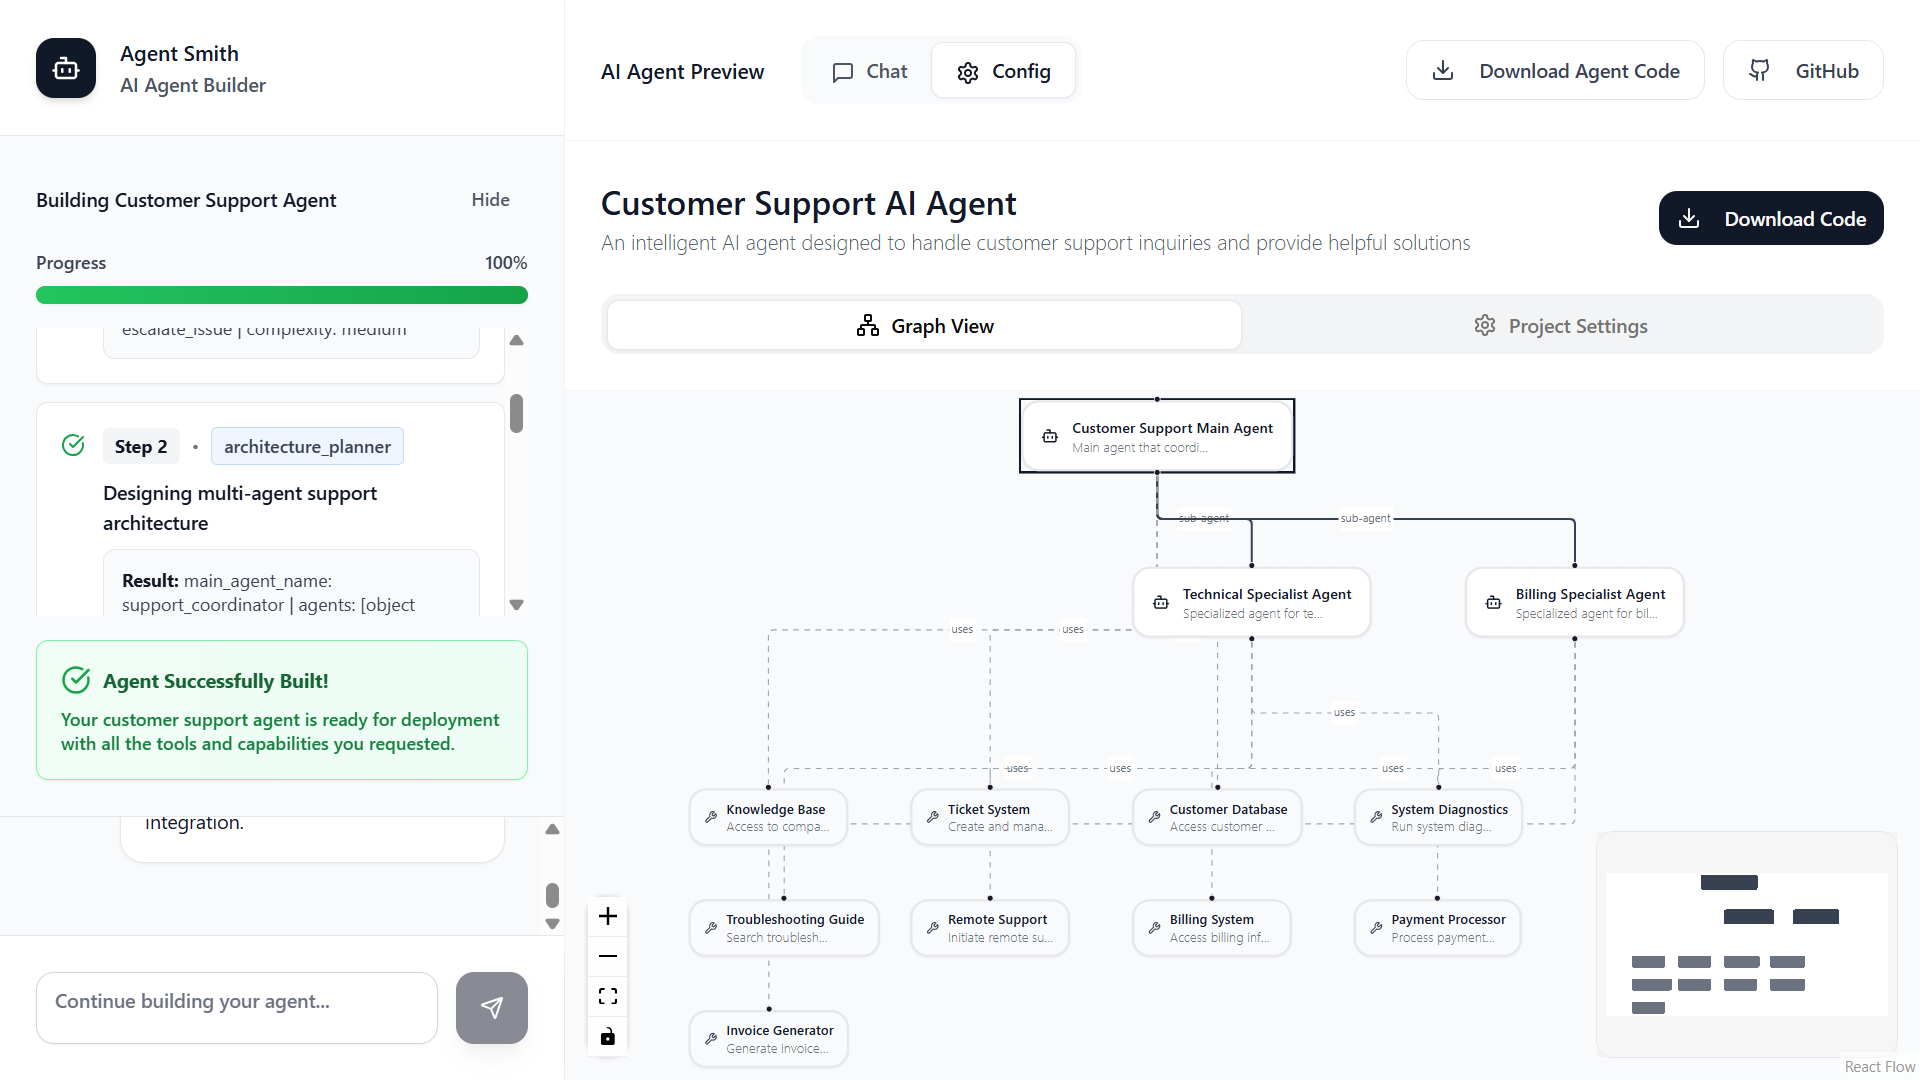 Agent Smith
AI Agent Builder
Building Customer Support Agent
Hide
Progress
100%
escalate_issue | complexity: medium
Step 2
•
architecture_planner
Designing multi-agent support
architecture
Result: main_agent_name:
support_coordinator | agents: [object
Agent Successfully Built!
Your customer support agent is ready for deployment
with all the tools and capabilities you requested.
integration.
Continue building your agent...
AI Agent Preview
Chat
Config
Download Agent Code
GitHub
Customer Support AI Agent
An intelligent AI agent designed to handle customer support inquiries and provide helpful solutions
Download Code
Graph View
Project Settings
Customer Support Main Agent
Main agent that coordi...
sub-agent
sub-agent
Technical Specialist Agent
Specialized agent for te...
Billing Specialist Agent
Specialized agent for bil...
uses
uses
uses
uses
uses
uses
uses
Knowledge Base
Access to compa...
Ticket System
Create and mana...
Customer Database
Access customer ...
System Diagnostics
Run system diag...
Troubleshooting Guide
Search troublesh...
Remote Support
Initiate remote su...
Billing System
Access billing inf...
Payment Processor
Process payment...
Invoice Generator
Generate invoice...
React Flow